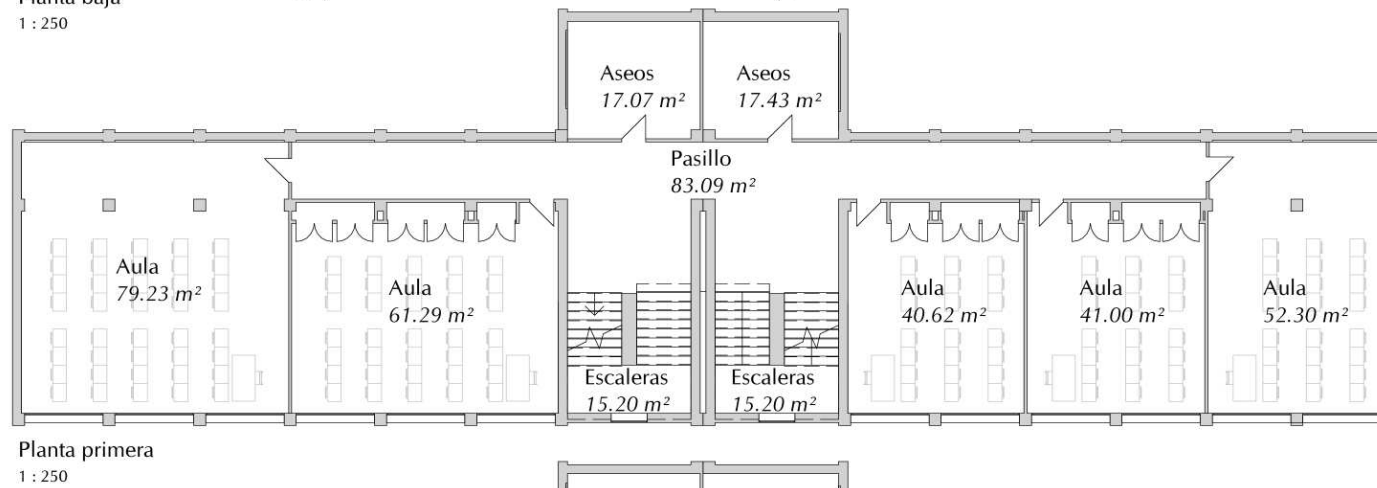 Planta baja
1 : 250
Aseos
17.07 m²
Aseos
17.43 m²
Pasillo
83.09 m²
Aula
79.23 m²
Aula
61.29 m²
Aula
40.62 m²
Aula
41.00 m²
Aula
52.30 m²
Escaleras
15.20 m²
Escaleras
15.20 m²
Planta primera
1 : 250